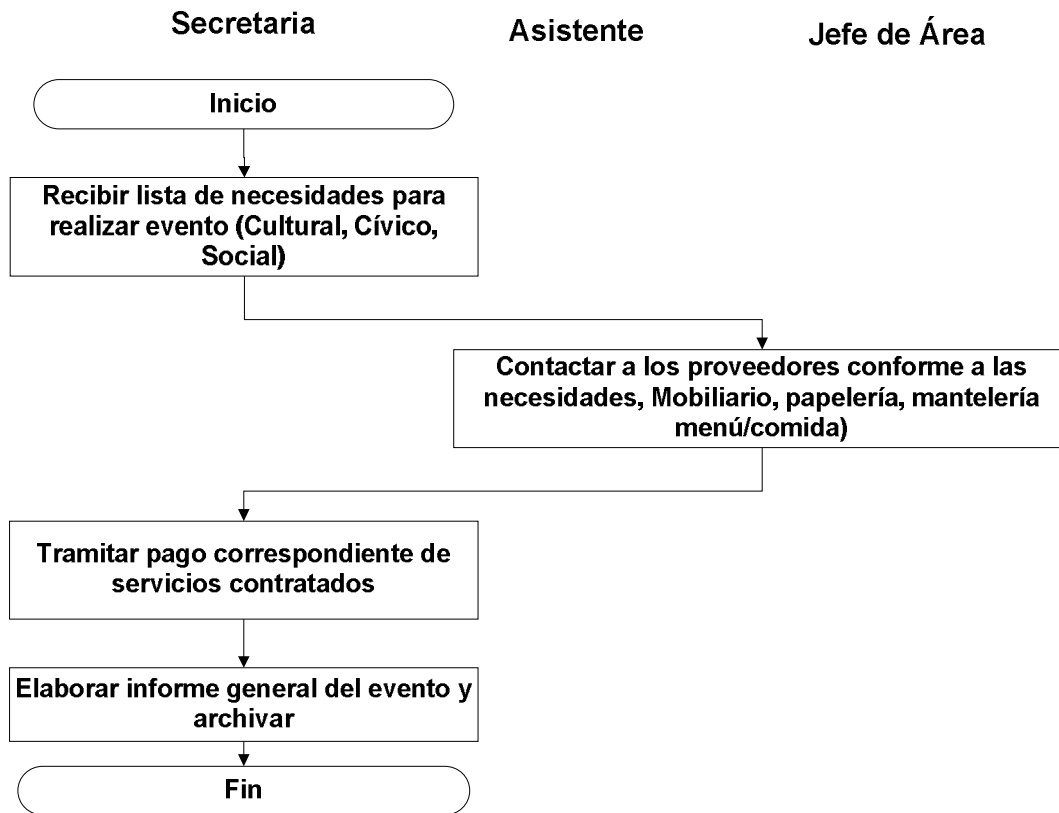 Secretaria
Asistente
Jefe de Área
Inicio
Recibir lista de necesidades para
realizar evento (Cultural, Cívico,
Social)
Contactar a los proveedores conforme a las
necesidades, Mobiliario, papelería, mantelería
menú/comida)
Tramitar pago correspondiente de
servicios contratados
Elaborar informe general del evento y
archivar
Fin